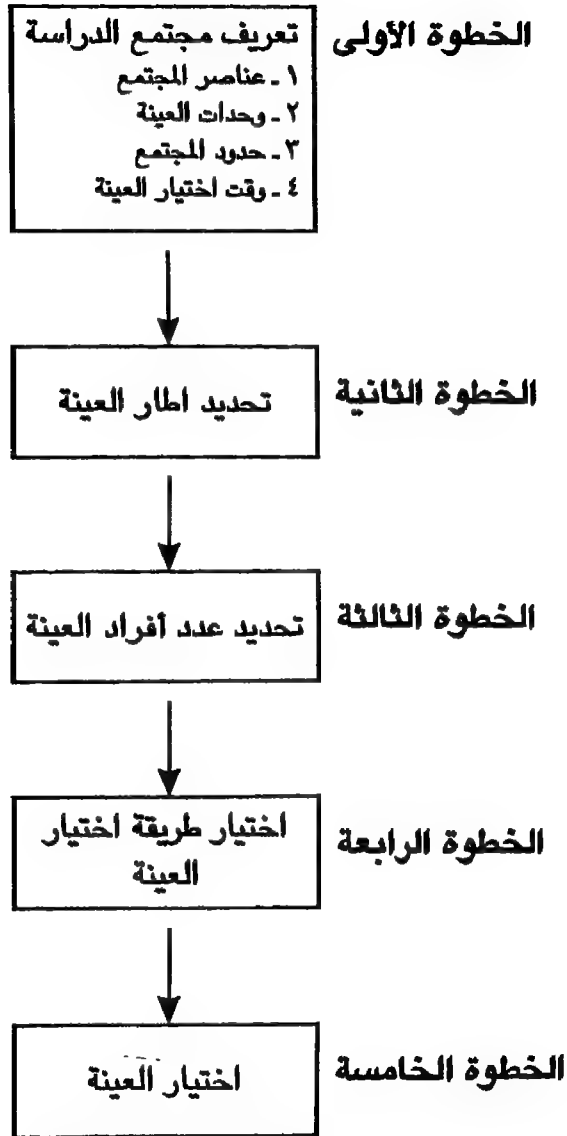 الخطوة الأولى
تعريف مجتمع الدراسة
١ ـ عناصر المجتمع
٢ ـ وحدات العينة
٣ ـ حدود المجتمع
٤ ـ وقت اختيار العينة
الخطوة الثانية
تحديد اطار العينة
الخطوة الثالثة
تحديد عدد أفراد العينة
الخطوة الرابعة
اختيار طريقة اختيار
العينة
الخطوة الخامسة
اختيار العينة